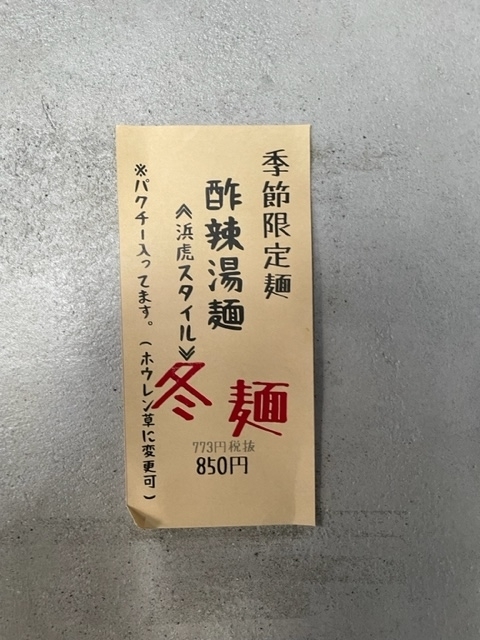 季節限定麺
酢辣湯麺
≪浜虎スタイル≫
冬麺
773円税抜
850円
※パクチー入ってます。(ホウレン草に変更可)